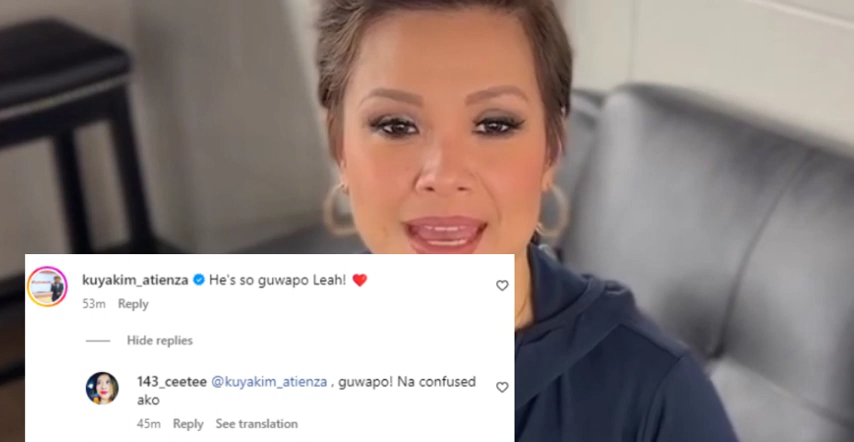 kuyakim_atienza He's so guwapo Leah! ❤️
53m Reply
Hide replies
143_ceetee @kuyakim_atienza , guwapo! Na confused
ako
45m Reply See translation